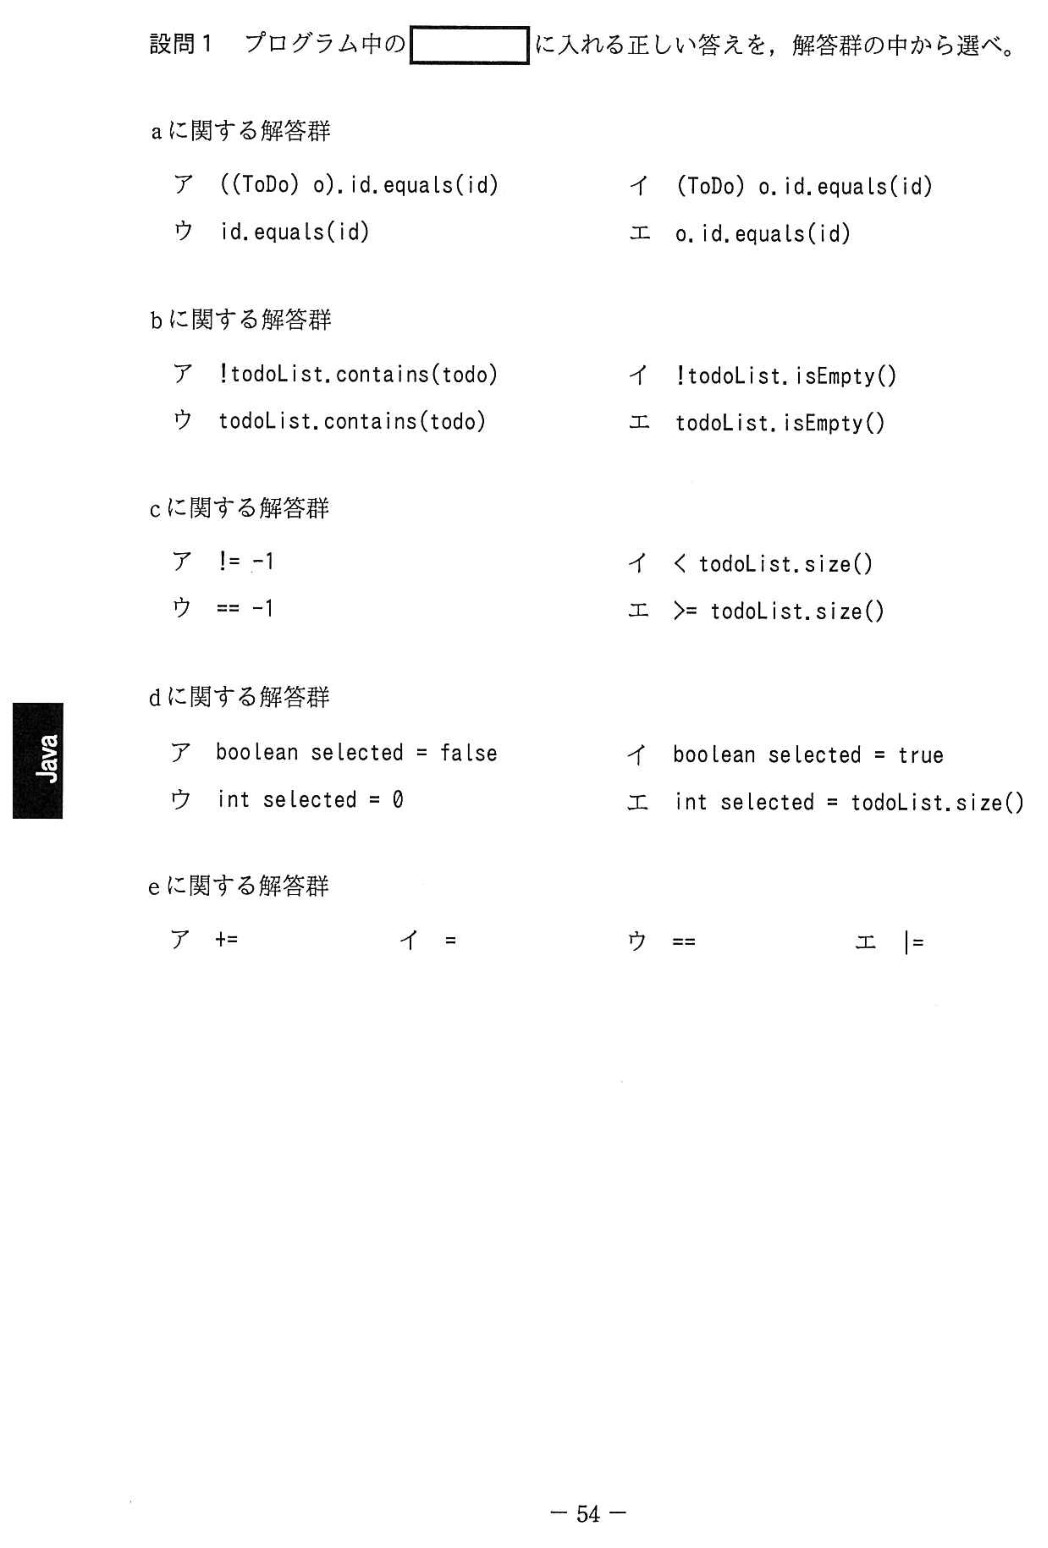 設問1 プログラム中の に入れる正しい答えを，解答群の中から選べ。
aに関する解答群
ア ((ToDo) o).id.equals(id) イ (ToDo) o.id.equals(id)
ウ id.equals(id) エ o.id.equals(id)
bに関する解答群
ア !todoList.contains(todo) イ !todoList.isEmpty()
ウ todoList.contains(todo) エ todoList.isEmpty()
cに関する解答群
ア != -1 イ < todoList.size()
ウ == -1 エ >= todoList.size()
dに関する解答群
ア boolean selected = false イ boolean selected = true
ウ int selected = 0 エ int selected = todoList.size()
eに関する解答群
ア += イ = ウ == エ |=
Java
― 54 ―